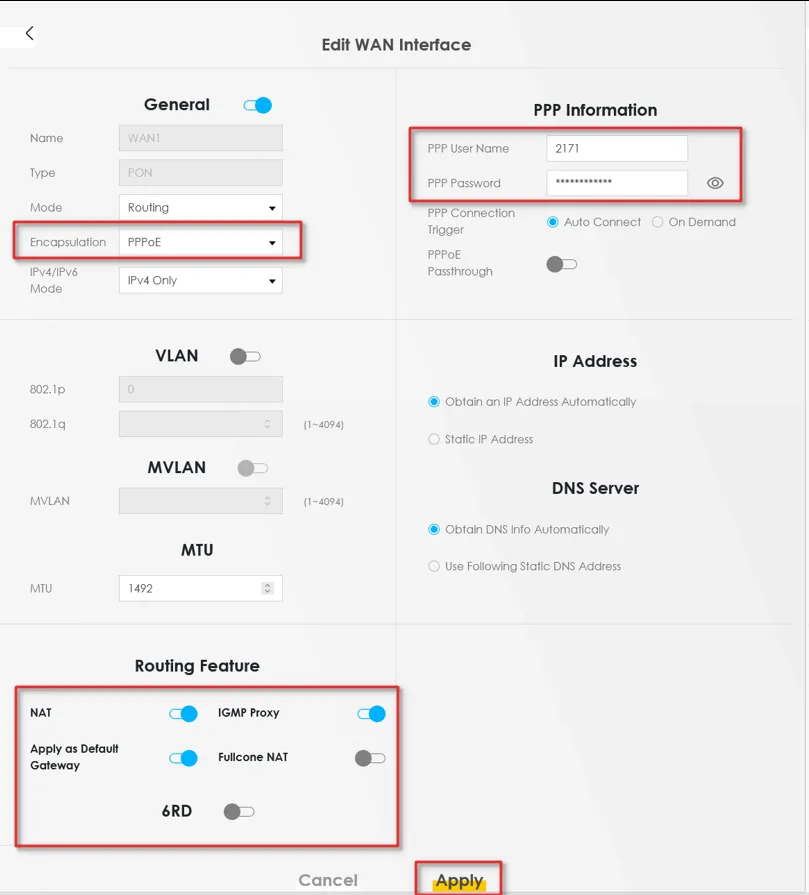 Edit WAN Interface
General
Name WAN1
Type PON
Mode Routing
Encapsulation PPPoE
IPv4/IPv6
Mode IPv4 Only
PPP Information
PPP User Name 2171
PPP Password ************
PPP Connection
Trigger Auto Connect On Demand
PPPoE
Passthrough
VLAN
802.1p 0
802.1q (1~4094)
MVLAN
MVLAN (1~4094)
MTU
MTU 1492
IP Address
Obtain an IP Address Automatically
Static IP Address
DNS Server
Obtain DNS Info Automatically
Use Following Static DNS Address
Routing Feature
NAT IGMP Proxy
Apply as Default
Gateway Fullcone NAT
6RD
Cancel Apply